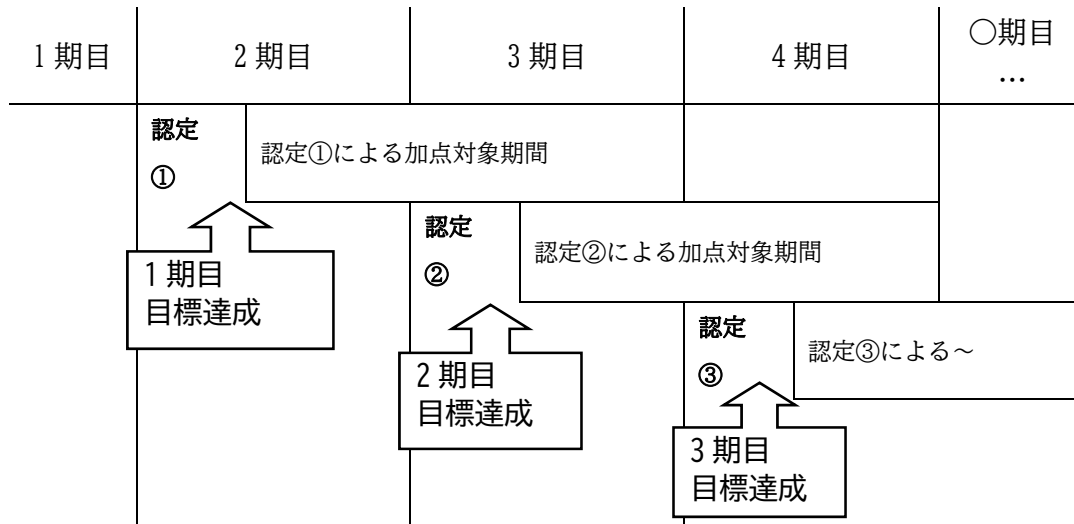 1期目
2期目
3期目
4期目
○期目
…
認定
①
認定①による加点対象期間
1期目
目標達成
認定
②
認定②による加点対象期間
2期目
目標達成
認定
③
認定③による～
3期目
目標達成